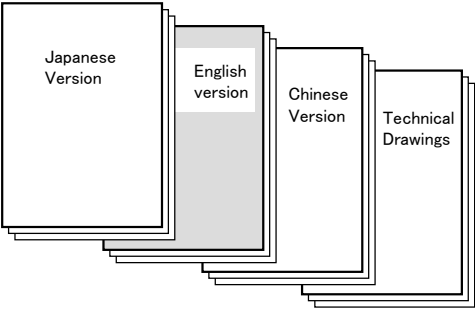 Japanese
Version
English
version
Chinese
Version
Technical
Drawings